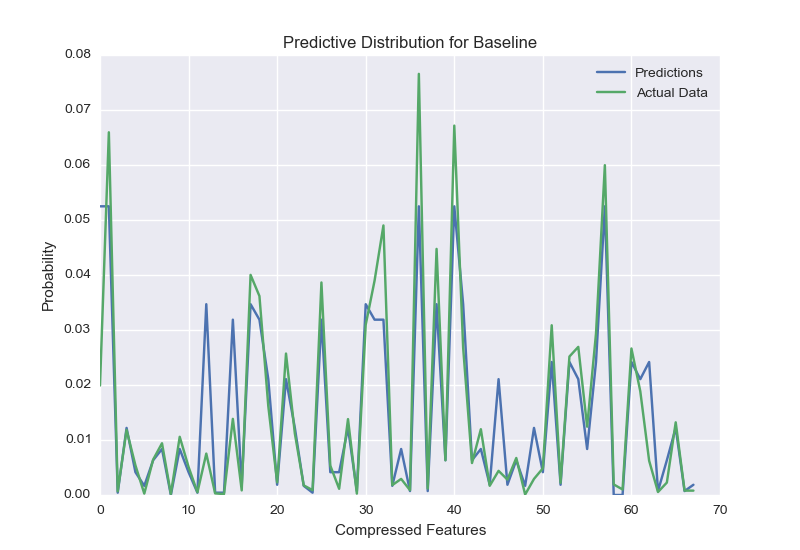 Predictive Distribution for Baseline
0.08
0.07
0.06
0.05
0.04
0.03
0.02
0.01
0.00
Probability
Predictions
Actual Data
0 10 20 30 40 50 60 70
Compressed Features